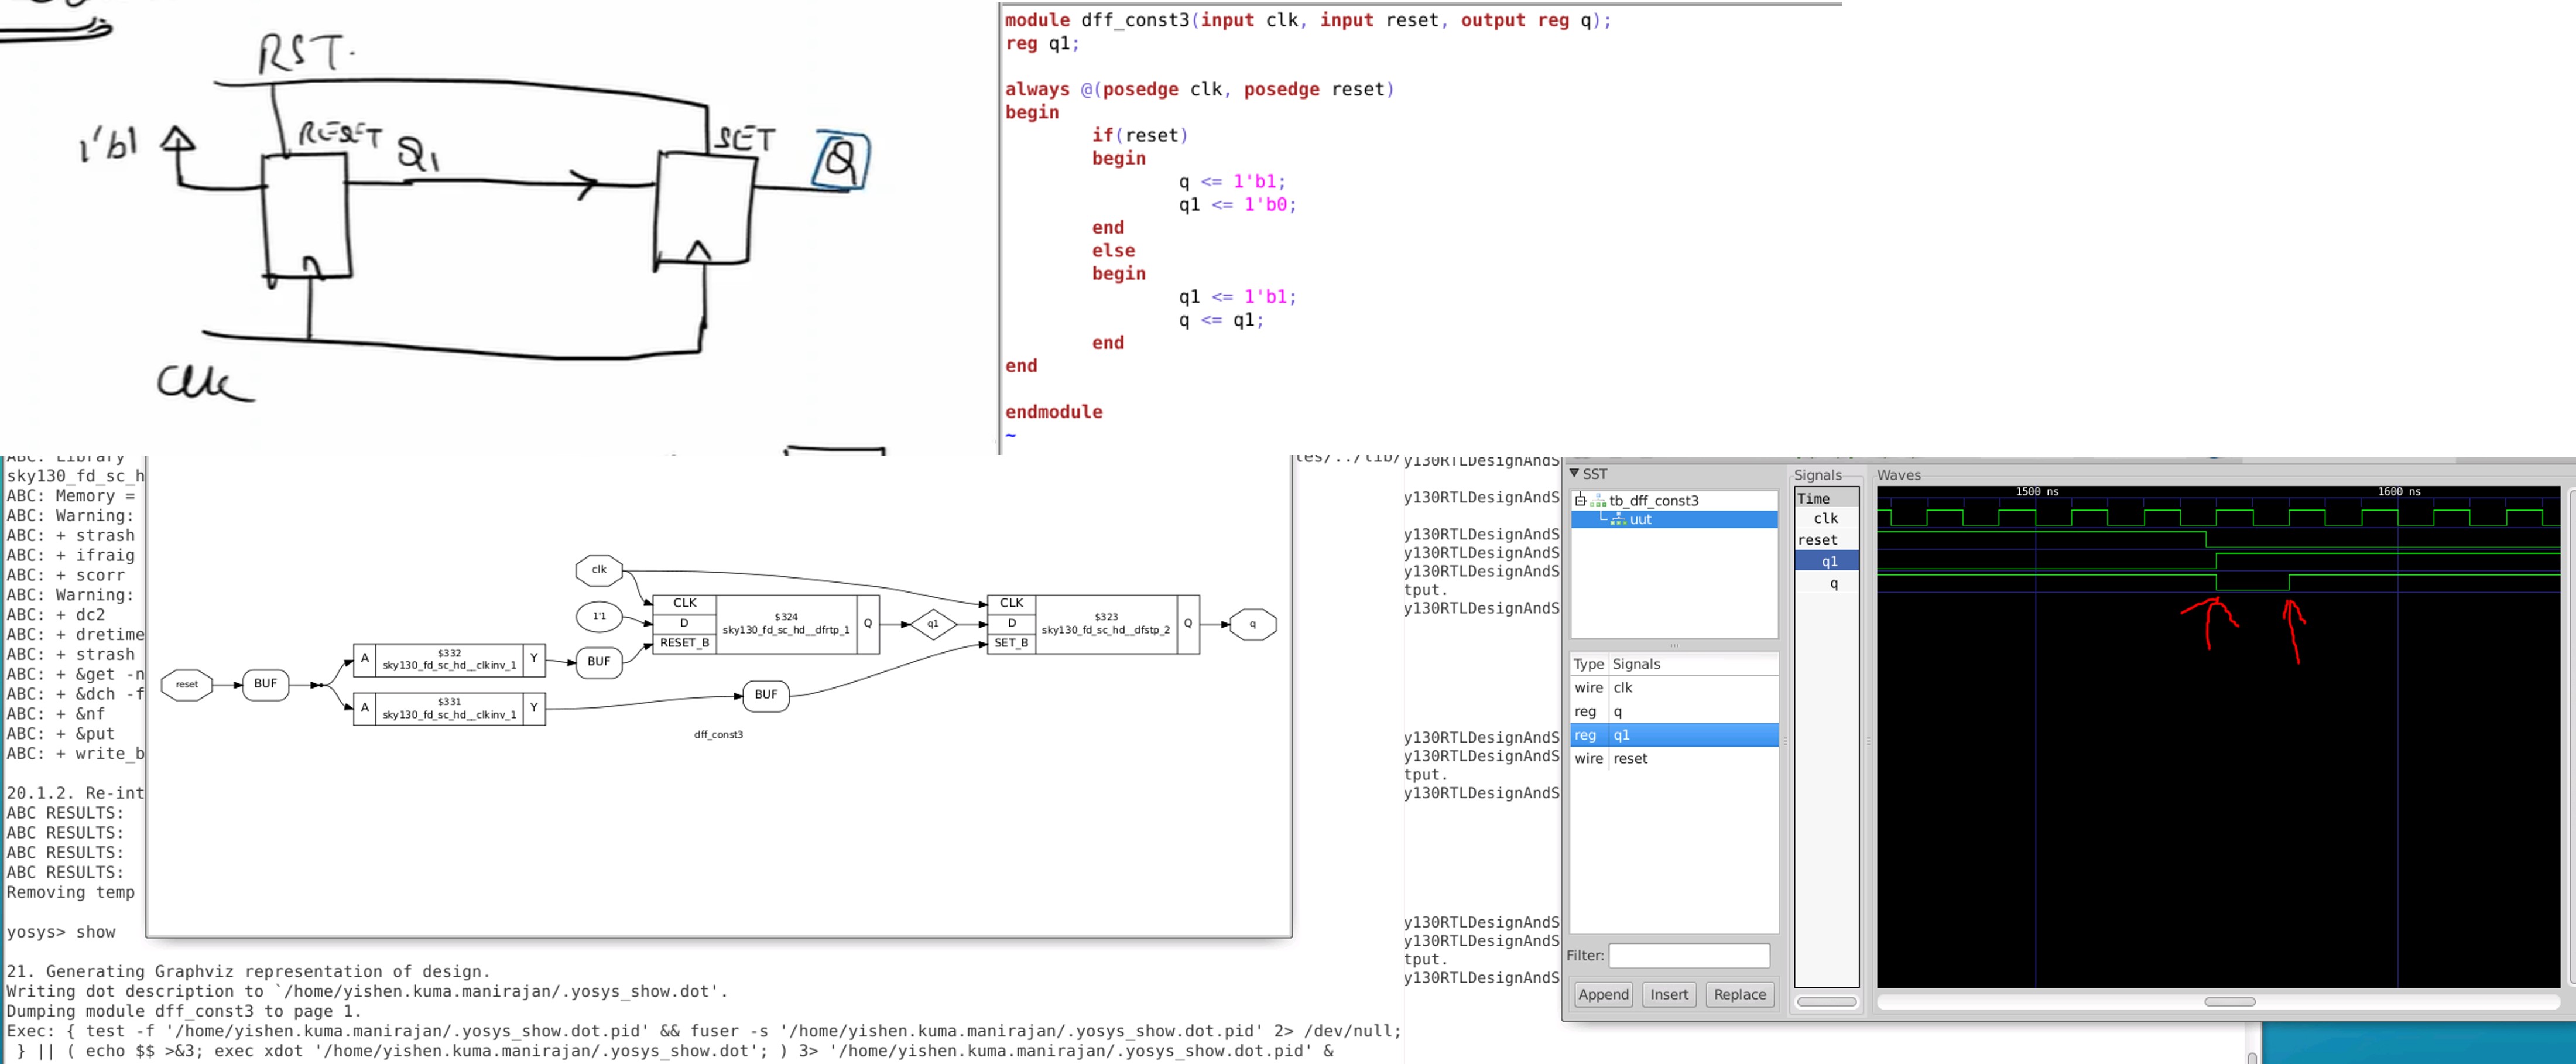 RST.
1'b1
RESET
Q1
SET
Q
Clk
module dff_const3(input clk, input reset, output reg q);
reg q1;
always @(posedge clk, posedge reset)
begin
if(reset)
begin
q <= 1'b1;
q1 <= 1'b0;
end
else
begin
q1 <= 1'b1;
q <= q1;
end
end
endmodule
~
ABC: Library
sky130_fd_sc_h
ABC: Memory =
ABC: Warning:
ABC: + strash
ABC: + ifraig
ABC: + scorr
ABC: Warning:
ABC: + dc2
ABC: + dretime
ABC: + strash
ABC: + &get -n
ABC: + &dch -f
ABC: + &nf
ABC: + &put
ABC: + write_b
20.1.2. Re-int
ABC RESULTS:
ABC RESULTS:
ABC RESULTS:
ABC RESULTS:
Removing temp
yosys> show
21. Generating Graphviz representation of design.
Writing dot description to `/home/yishen.kuma.manirajan/.yosys_show.dot'.
Dumping module dff_const3 to page 1.
Exec: { test -f '/home/yishen.kuma.manirajan/.yosys_show.dot.pid' && fuser -s '/home/yishen.kuma.manirajan/.yosys_show.dot.pid' 2> /dev/null;
} || ( echo $$ >&3; exec xdot '/home/yishen.kuma.manirajan/.yosys_show.dot'; ) 3> '/home/yishen.kuma.manirajan/.yosys_show.dot.pid' &
clk
1'1
CLK
D
RESET_B
$324
sky130_fd_sc_hd__dfrtp_1
Q
q1
CLK
D
SET_B
$323
sky130_fd_sc_hd__dfstp_2
Q
q
reset
BUF
A
$332
sky130_fd_sc_hd__clkinv_1
Y
BUF
A
$331
sky130_fd_sc_hd__clkinv_1
Y
BUF
dff_const3
les/../lib/
y130RTLDesignAndS
y130RTLDesignAndS
y130RTLDesignAndS
y130RTLDesignAndS
y130RTLDesignAndS
tput.
y130RTLDesignAndS
y130RTLDesignAndS
y130RTLDesignAndS
tput.
y130RTLDesignAndS
y130RTLDesignAndS
y130RTLDesignAndS
tput.
y130RTLDesignAndS
SST
tb_dff_const3
uut
Type Signals
wire clk
reg q
reg q1
wire reset
Filter:
Append Insert Replace
Signals
Time
clk
reset
q1
q
Waves
1500 ns 1600 ns